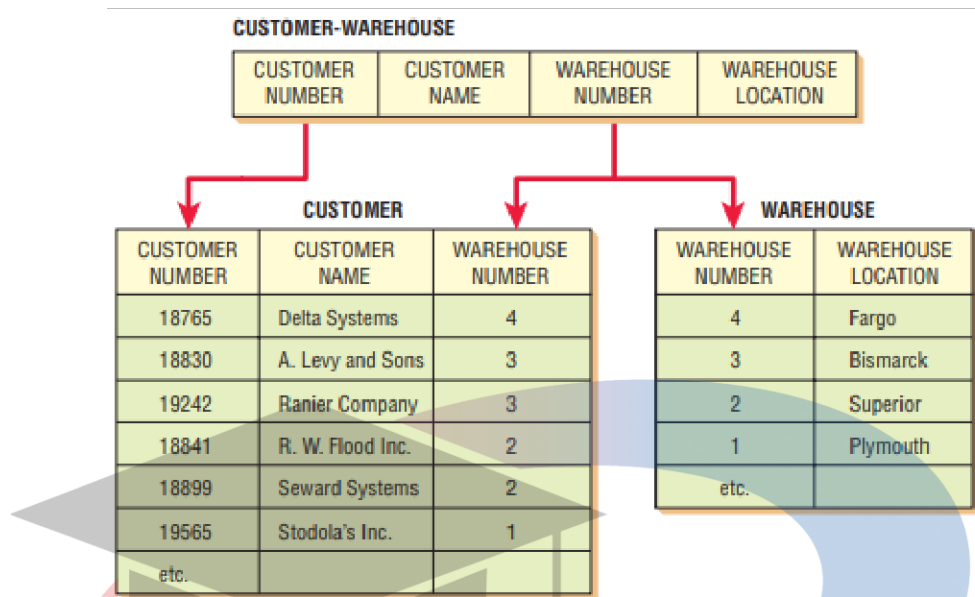 CUSTOMER-WAREHOUSE
CUSTOMER NUMBER CUSTOMER NAME WAREHOUSE NUMBER WAREHOUSE LOCATION
CUSTOMER
CUSTOMER NUMBER CUSTOMER NAME WAREHOUSE NUMBER
18765 Delta Systems 4
18830 A. Levy and Sons 3
19242 Ranier Company 3
18841 R. W. Flood Inc. 2
18899 Seward Systems 2
19565 Stodola's Inc. 1
etc.
WAREHOUSE
WAREHOUSE NUMBER WAREHOUSE LOCATION
4 Fargo
3 Bismarck
2 Superior
1 Plymouth
etc.